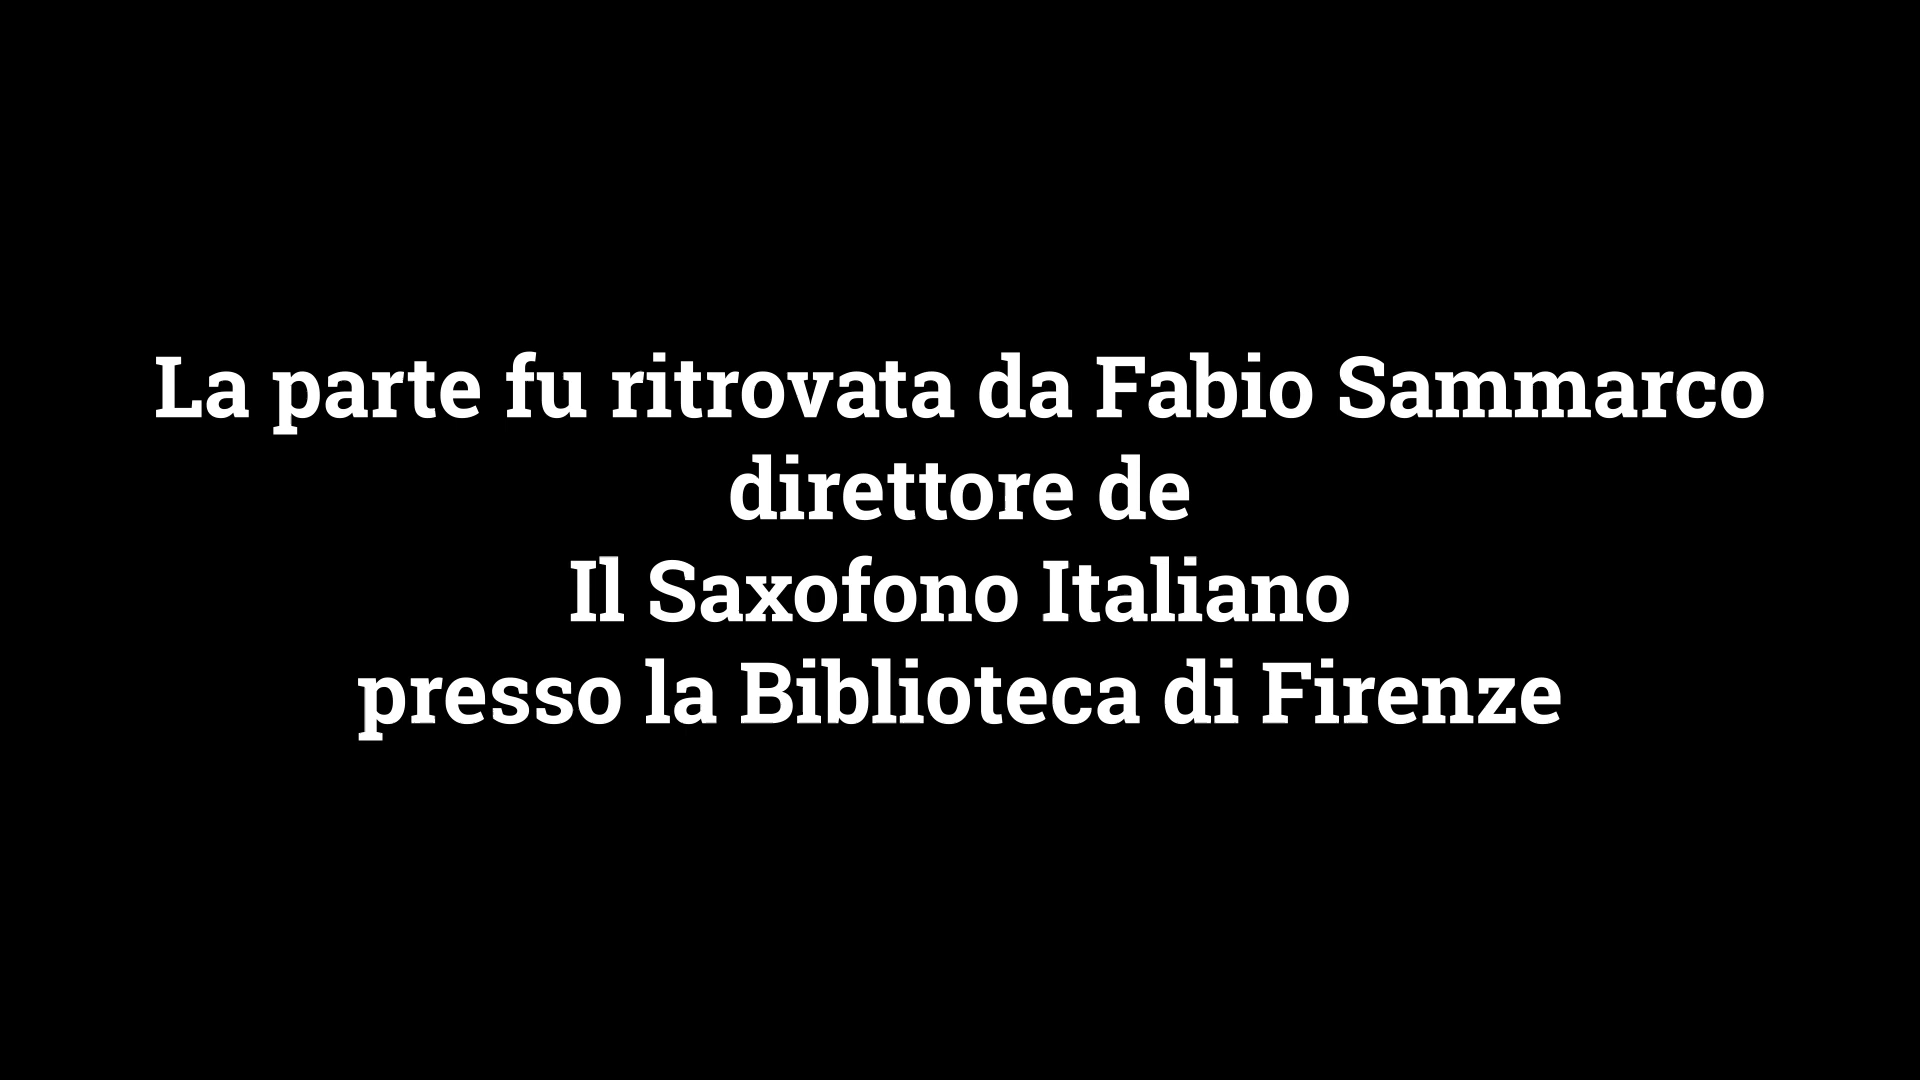 La parte fu ritrovata da Fabio Sammarco
direttore de
Il Saxofono Italiano
presso la Biblioteca di Firenze